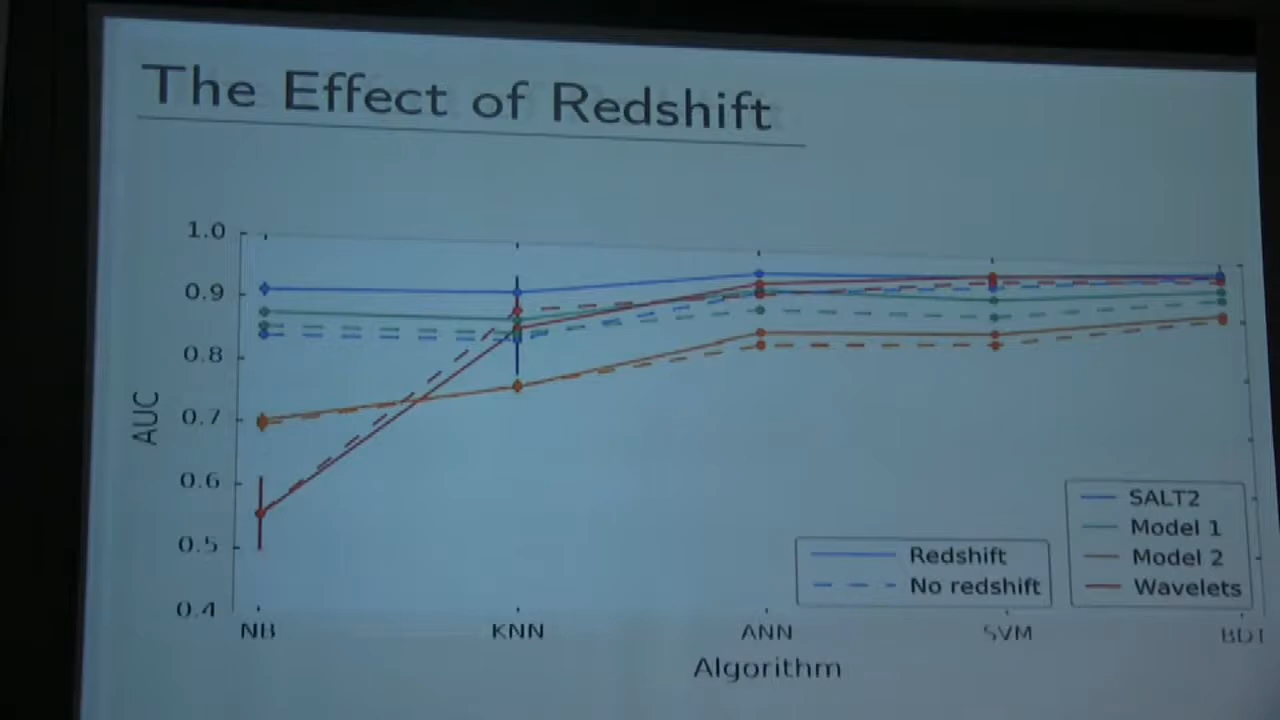 The Effect of Redshift
1.0
0.9
0.8
0.7
0.6
0.5
0.4
AUC
NB
KNN
ANN
SVM
BDT
Algorithm
Redshift
No redshift
SALT2
Model 1
Model 2
Wavelets